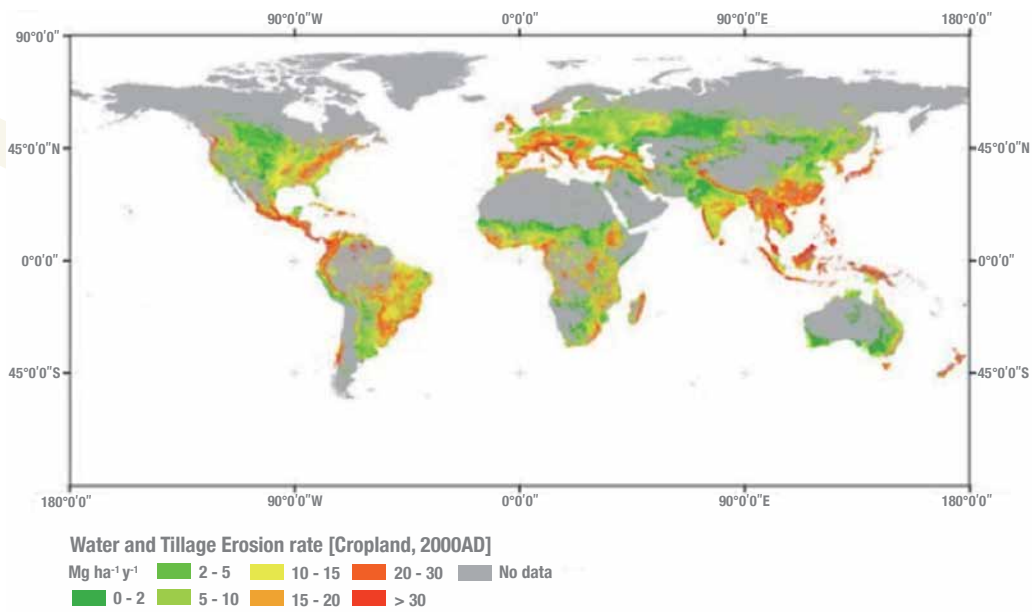 90°0'0"W 0°0'0" 90°0'0"E 180°0'0"
90°0'0"
45°0'0"N 45°0'0"N
0°0'0" 0°0'0"
45°0'0"S 45°0'0"S
180°0'0" 90°0'0"W 0°0'0" 90°0'0"E 180°0'0"
Water and Tillage Erosion rate [Cropland, 2000AD]
Mg ha⁻¹ y⁻¹ 2 - 5 10 - 15 20 - 30 No data
0 - 2 5 - 10 15 - 20 > 30